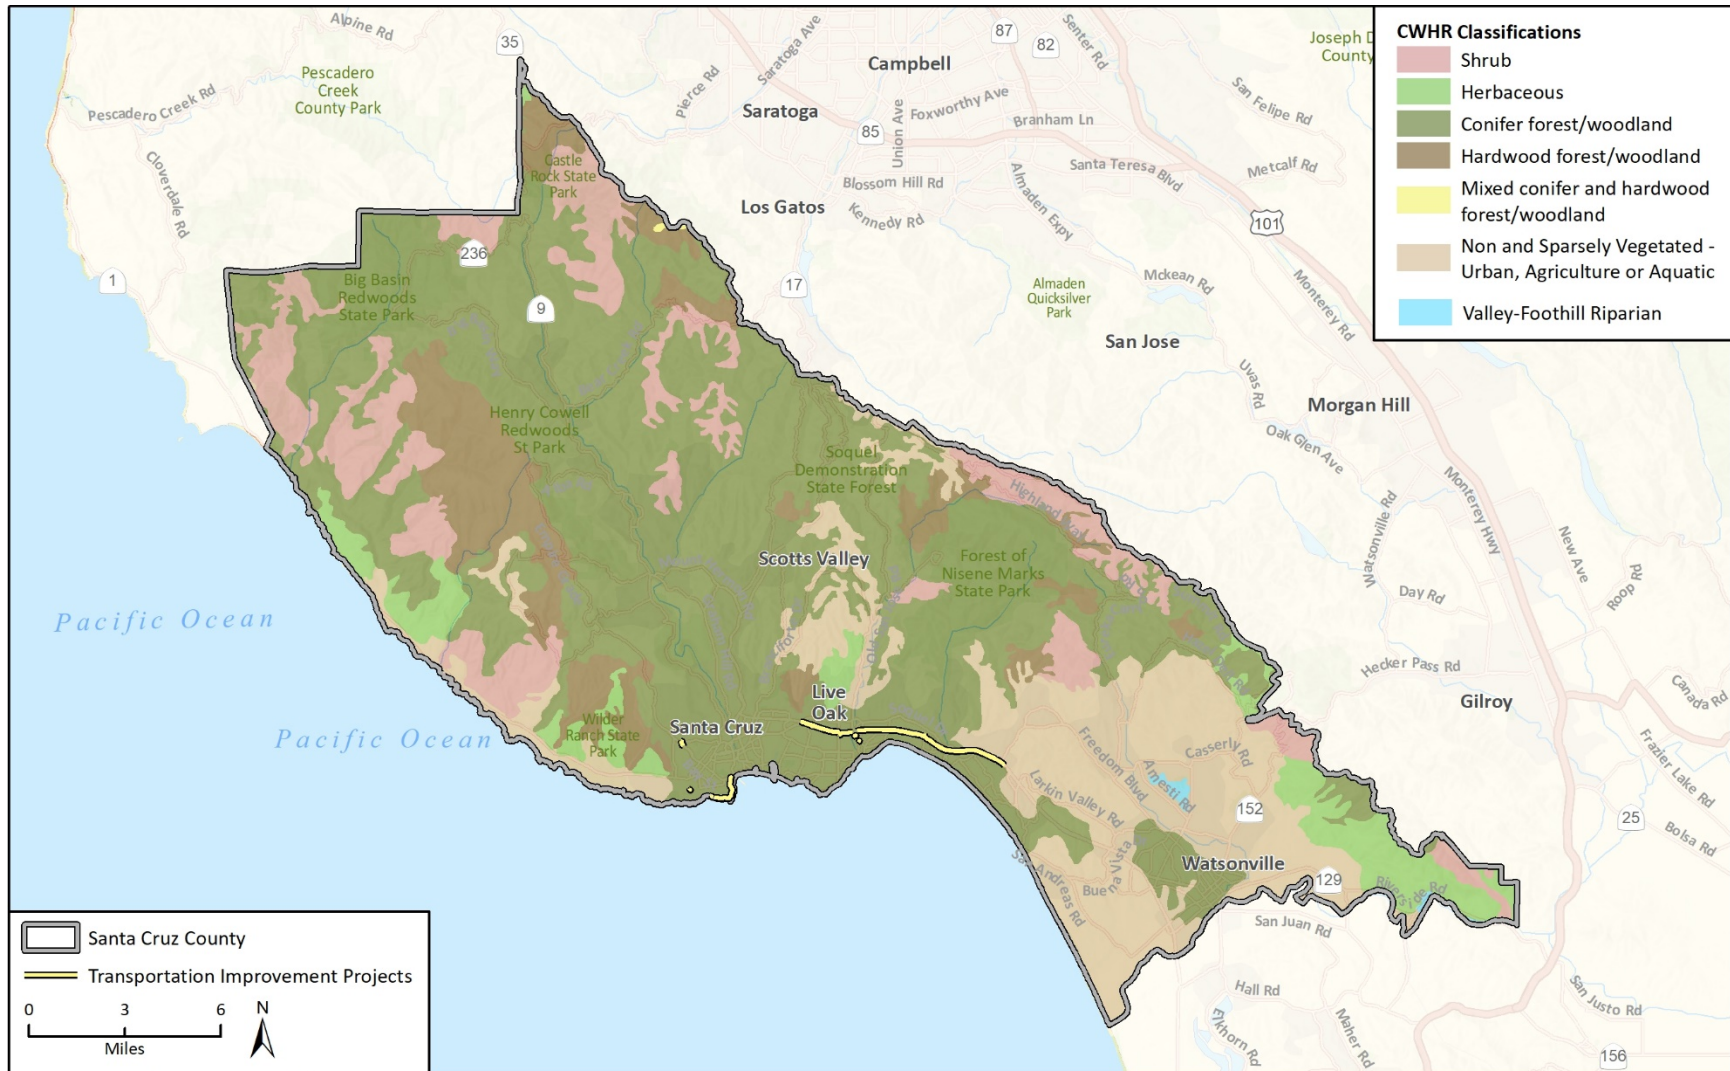 Alpine Rd
35
Saratoga Ave
87
82
Senter Rd
Joseph D
County
Campbell
Pescadero
Creek
County Park
Pescadero Creek Rd
Pierce Rd
Saratoga
Union Ave
Foxworthy Ave
85
Branham Ln
San Felipe Rd
Cloverdale Rd
Castle
Rock State
Park
Blossom Hill Rd
Santa Teresa Blvd
Metcalf Rd
Los Gatos
Kennedy Rd
Almaden Expy
101
236
1
Big Basin
Redwoods
State Park
9
17
Almaden
Quicksilver
Park
Mckean Rd
Monterey Rd
San Jose
Uvas Rd
Morgan Hill
Henry Cowell
Redwoods
St Park
Oak Glen Ave
Soquel
Demonstration
State Forest
Highland Way
Watsonville Rd
Monterey Hwy
New Ave
Roop Rd
Scotts Valley
Forest of
Nisene Marks
State Park
Day Rd
Pacific Ocean
Hecker Pass Rd
Canada Rd
Gilroy
Live
Oak
Santa Cruz
Wilder
Ranch State
Park
Pacific Ocean
Freedom Blvd
Casserly Rd
Frazier Lake Rd
Larkin Valley Rd
Amesti Rd
152
25
Bolsa Rd
San Andreas Rd
Buena Vista
Watsonville
129
Riverside Rd
San Juan Rd
Hall Rd
Elkhorn Rd
Maher Rd
San Justo Rd
156
CWHR Classifications
Shrub
Herbaceous
Conifer forest/woodland
Hardwood forest/woodland
Mixed conifer and hardwood
forest/woodland
Non and Sparsely Vegetated -
Urban, Agriculture or Aquatic
Valley-Foothill Riparian
Santa Cruz County
Transportation Improvement Projects
0 3 6
Miles
N